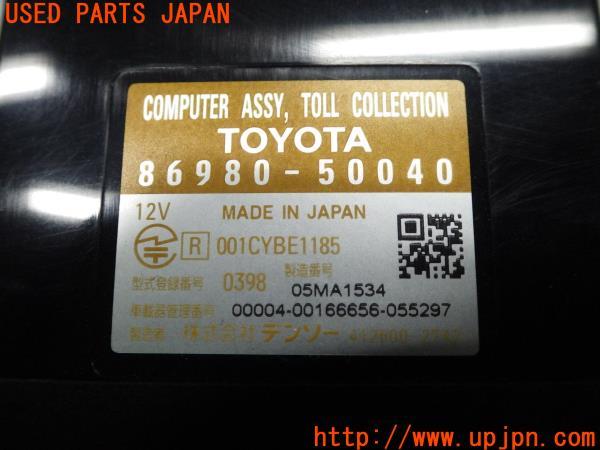 USED PARTS JAPAN
COMPUTER ASSY, TOLL COLLECTION
TOYOTA
86980-50040
12V MADE IN JAPAN
R 001CYBE1185
型式登録番号 0398 製造番号 05MA1534
車載器管理番号 00004-00166656-055297
製造者 株式会社 デンソー
UPJ
http://www.upjpn.com